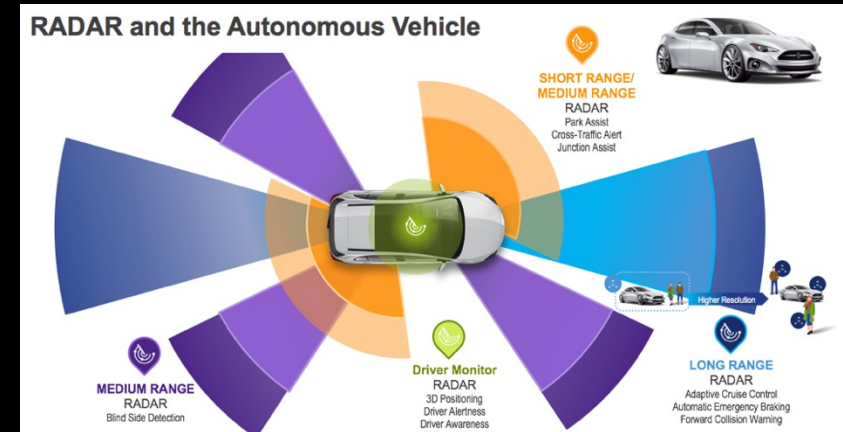 RADAR and the Autonomous Vehicle
SHORT RANGE/
MEDIUM RANGE
RADAR
Park Assist
Cross-Traffic Alert
Junction Assist
Higher Resolution
MEDIUM RANGE
RADAR
Blind Side Detection
Driver Monitor
RADAR
3D Positioning
Driver Alertness
Driver Awareness
LONG RANGE
RADAR
Adaptive Cruise Control
Automatic Emergency Braking
Forward Collision Warning